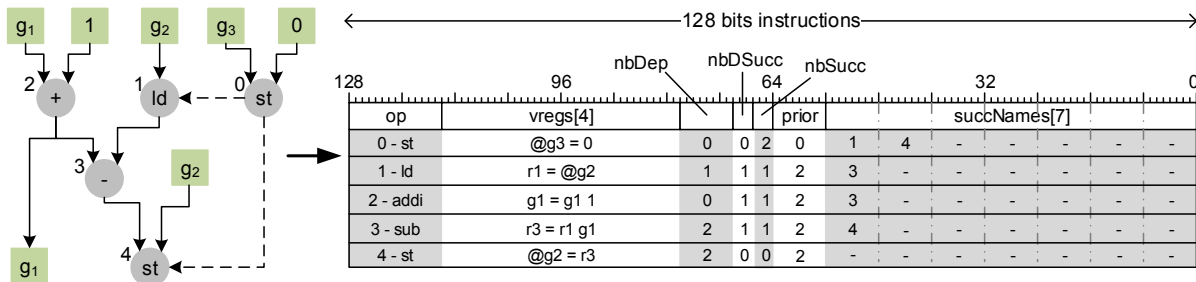 g1 1 g2 g3 0
2 + 1 ld 0 st
3 - g2
g1 4 st
128 bits instructions
nbDep nbDSucc nbSucc
128 96 64 32 0
op vregs[4] prior succNames[7]
0 - st @g3 = 0 0 0 2 0 1 4 - - - - -
1 - ld r1 = @g2 1 1 1 2 3 - - - - - -
2 - addi g1 = g1 1 0 1 1 2 3 - - - - - -
3 - sub r3 = r1 g1 2 1 1 2 4 - - - - - -
4 - st @g2 = r3 2 0 0 2 - - - - - - -